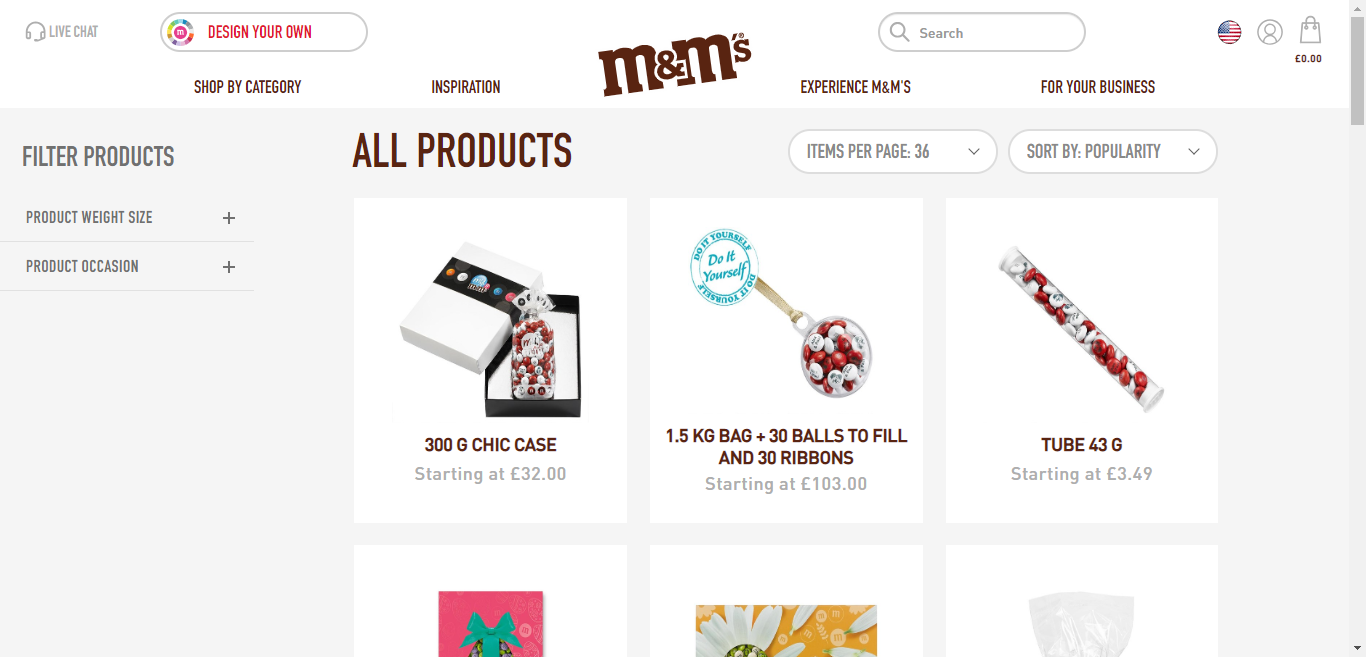 LIVE CHAT
DESIGN YOUR OWN
m&m's®
Search
£0.00
SHOP BY CATEGORY
INSPIRATION
EXPERIENCE M&M'S
FOR YOUR BUSINESS
FILTER PRODUCTS
PRODUCT WEIGHT SIZE
PRODUCT OCCASION
ALL PRODUCTS
ITEMS PER PAGE: 36
SORT BY: POPULARITY
300 G CHIC CASE
Starting at £32.00
DO IT YOURSELF
Do It
Yourself
DO IT YOURSELF
1.5 KG BAG + 30 BALLS TO FILL
AND 30 RIBBONS
Starting at £103.00
TUBE 43 G
Starting at £3.49